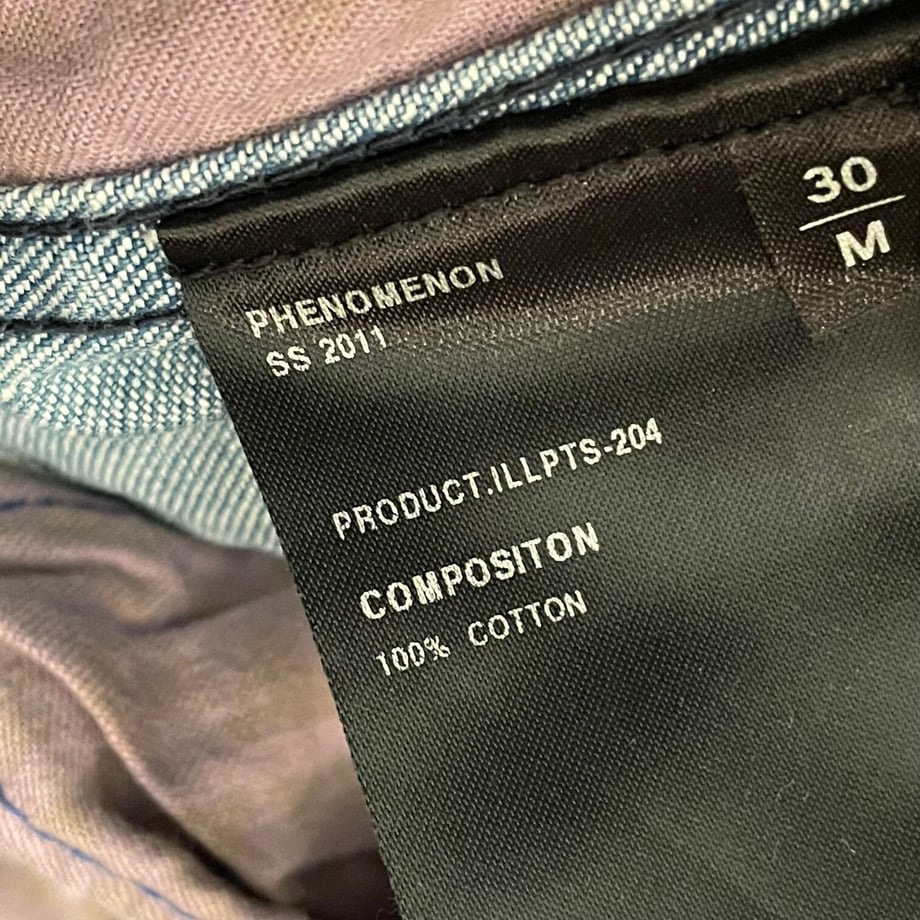 PHENOMENON
SS 2011
PRODUCT.ILLPTS-204
COMPOSITON
100% COTTON
30
M